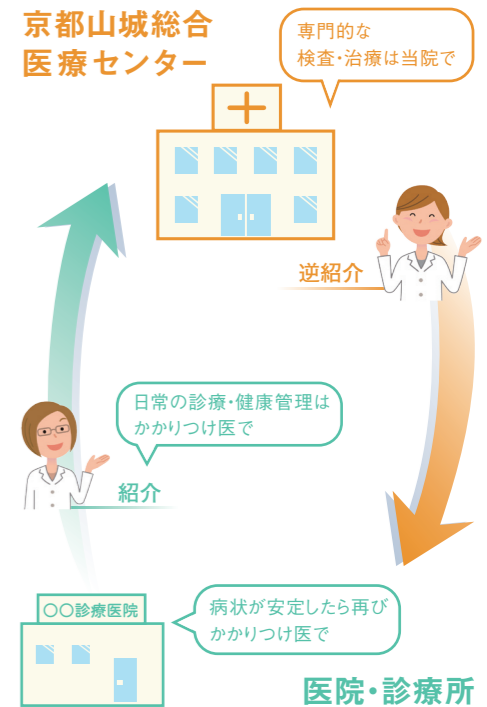 京都山城総合
医療センター
専門的な
検査・治療は当院で
逆紹介
日常の診療・健康管理は
かかりつけ医で
紹介
〇〇診療医院
病状が安定したら再び
かかりつけ医で
医院・診療所